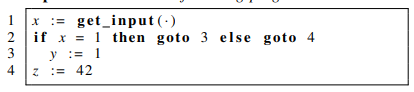 1 x := get_input(·)
2 if x = 1 then goto 3 else goto 4
3 y := 1
4 z := 42